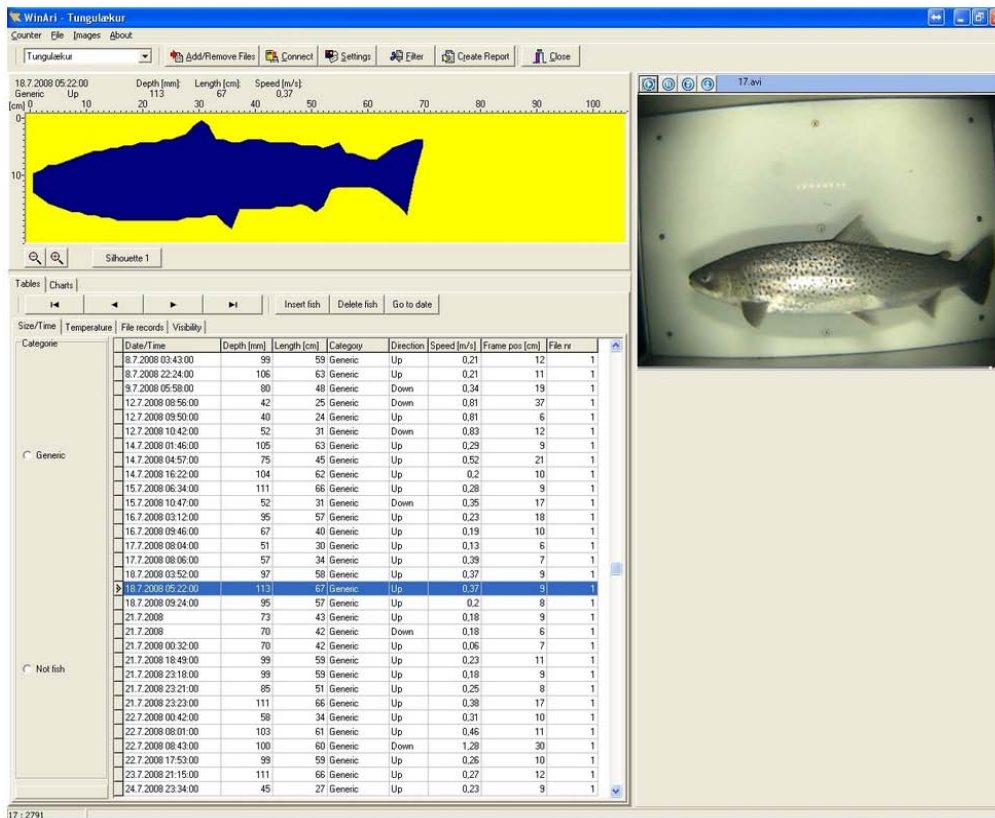 WinAri - Tungulækur
Counter File Images About
Tungulækur Add/Remove Files Connect Settings Filter Create Report Close
18.7.2008 05:22:00 Depth [mm]: Length [cm]: Speed [m/s]:
Generic Up 113 67 0,37
[cm] 0 10 20 30 40 50 60 70 80 90 100
0
10
17.avi
Silhouette 1
Tables Charts
Insert fish Delete fish Go to date
Size/Time Temperature File records Visibility
Categorie
Generic
Not fish
Date/Time Depth [mm] Length [cm] Category Direction Speed [m/s] Frame pos [cm] File nr
8.7.2008 03:43:00 99 59 Generic Up 0,21 12 1
8.7.2008 22:24:00 106 63 Generic Up 0,21 11 1
9.7.2008 05:58:00 80 48 Generic Down 0,34 19 1
12.7.2008 08:56:00 42 25 Generic Down 0,81 37 1
12.7.2008 09:50:00 40 24 Generic Up 0,81 6 1
12.7.2008 10:42:00 52 31 Generic Down 0,83 12 1
14.7.2008 01:46:00 105 63 Generic Up 0,29 9 1
14.7.2008 04:57:00 75 45 Generic Up 0,52 21 1
14.7.2008 16:22:00 104 62 Generic Up 0,2 10 1
15.7.2008 06:34:00 111 66 Generic Up 0,28 9 1
15.7.2008 10:47:00 52 31 Generic Down 0,35 17 1
16.7.2008 03:12:00 95 57 Generic Up 0,23 18 1
16.7.2008 09:46:00 67 40 Generic Up 0,19 10 1
17.7.2008 08:04:00 51 30 Generic Up 0,13 6 1
17.7.2008 08:06:00 57 34 Generic Up 0,39 7 1
18.7.2008 03:52:00 97 58 Generic Up 0,37 9 1
18.7.2008 05:22:00 113 67 Generic Up 0,37 9 1
18.7.2008 09:24:00 95 57 Generic Up 0,2 8 1
21.7.2008 73 43 Generic Up 0,18 9 1
21.7.2008 70 42 Generic Down 0,18 6 1
21.7.2008 00:32:00 70 42 Generic Up 0,06 7 1
21.7.2008 18:49:00 99 59 Generic Up 0,23 11 1
21.7.2008 23:18:00 99 59 Generic Up 0,18 9 1
21.7.2008 23:21:00 85 51 Generic Up 0,25 8 1
21.7.2008 23:23:00 111 66 Generic Up 0,38 17 1
22.7.2008 00:42:00 58 34 Generic Up 0,31 10 1
22.7.2008 08:01:00 103 61 Generic Up 0,46 11 1
22.7.2008 08:43:00 100 60 Generic Down 1,28 30 1
22.7.2008 17:53:00 99 59 Generic Up 0,26 10 1
23.7.2008 21:15:00 111 66 Generic Up 0,27 12 1
24.7.2008 23:34:00 45 27 Generic Up 0,23 9 1
17 : 2791